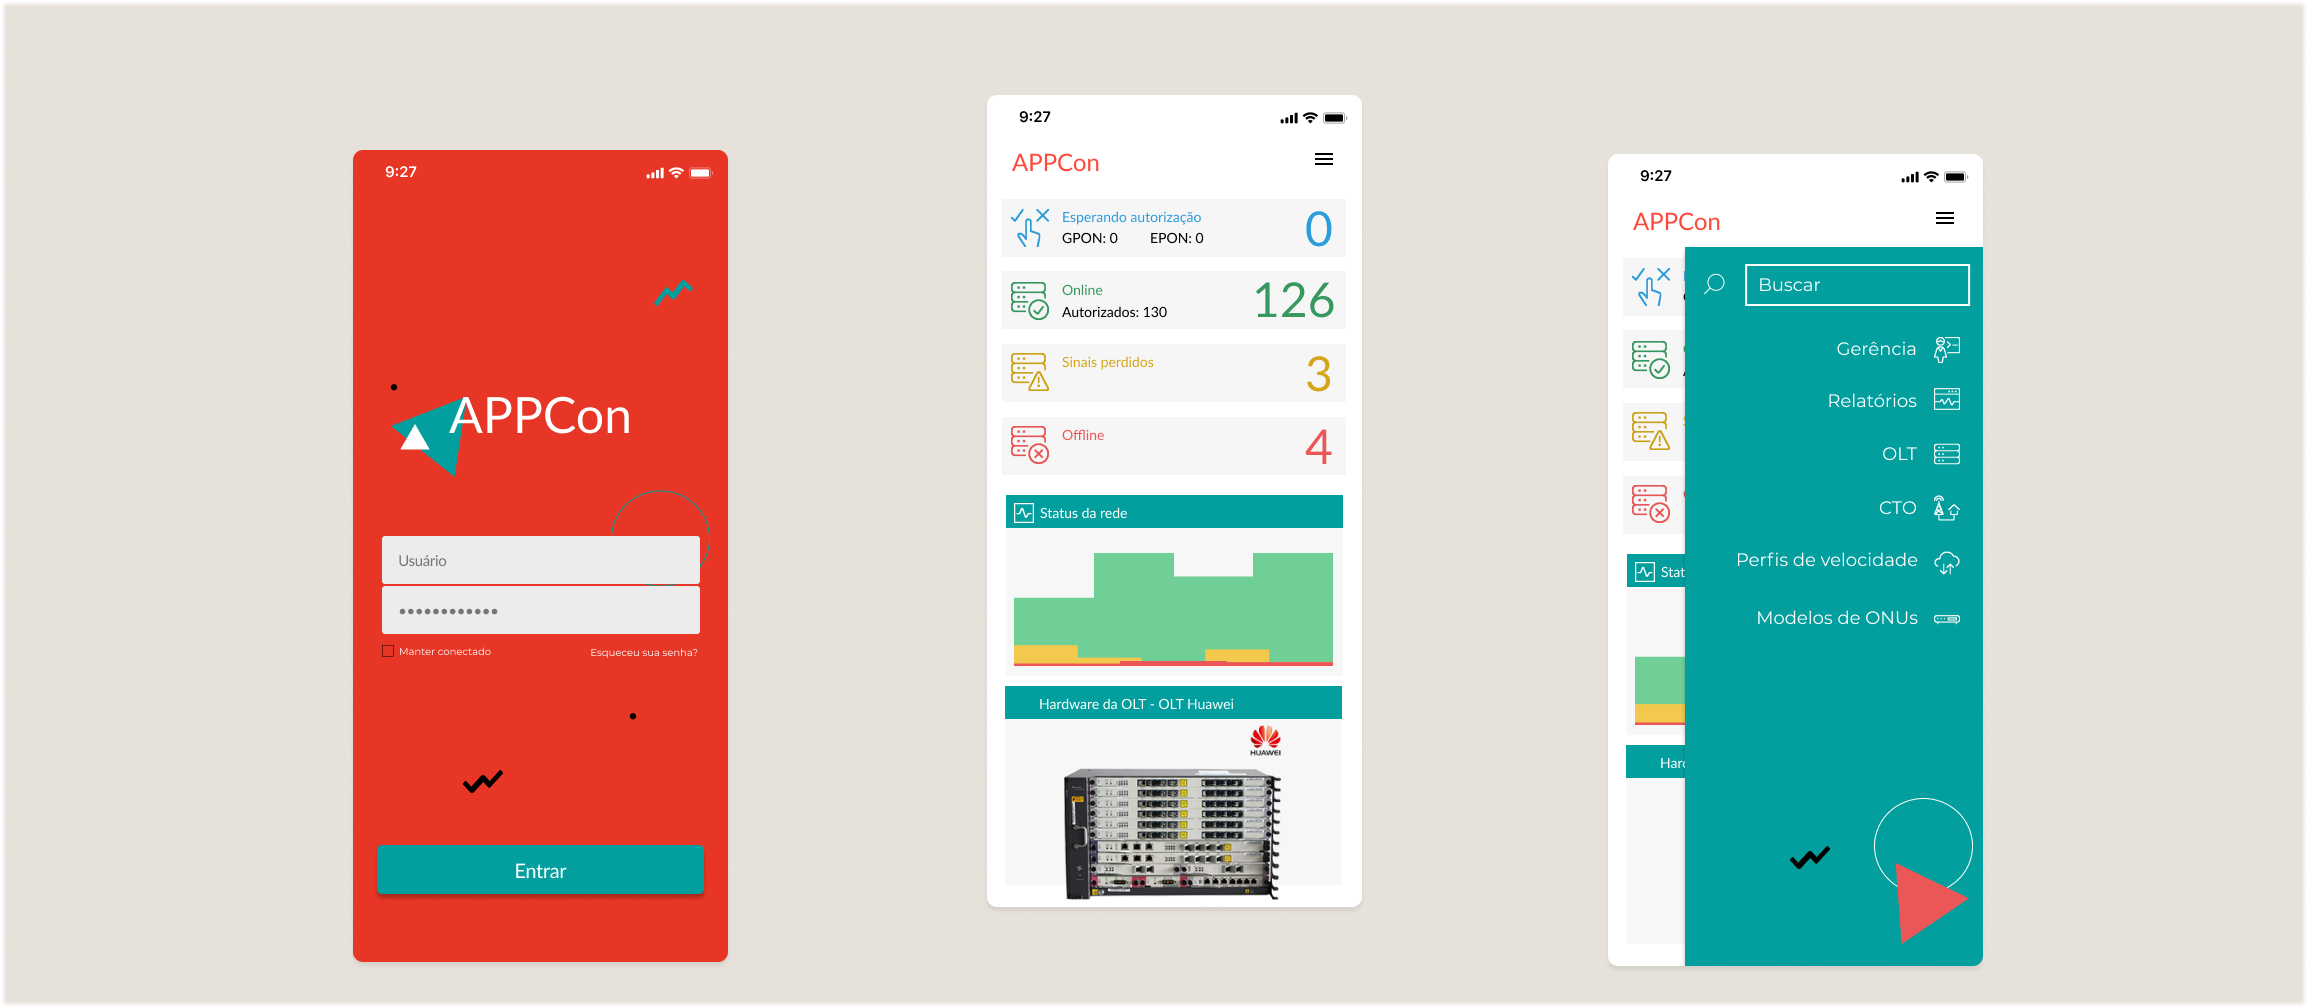 9:27
APPCon
Usuário
••••••••••••
Manter conectado
Esqueceu sua senha?
Entrar
9:27
APPCon
Esperando autorização
GPON: 0 EPON: 0
0
Online
Autorizados: 130
126
Sinais perdidos
3
Offline
4
Status da rede
Hardware da OLT - OLT Huawei
HUAWEI
9:27
APPCon
Buscar
Gerência
Relatórios
OLT
CTO
Perfis de velocidade
Modelos de ONUs
Stat
Hard